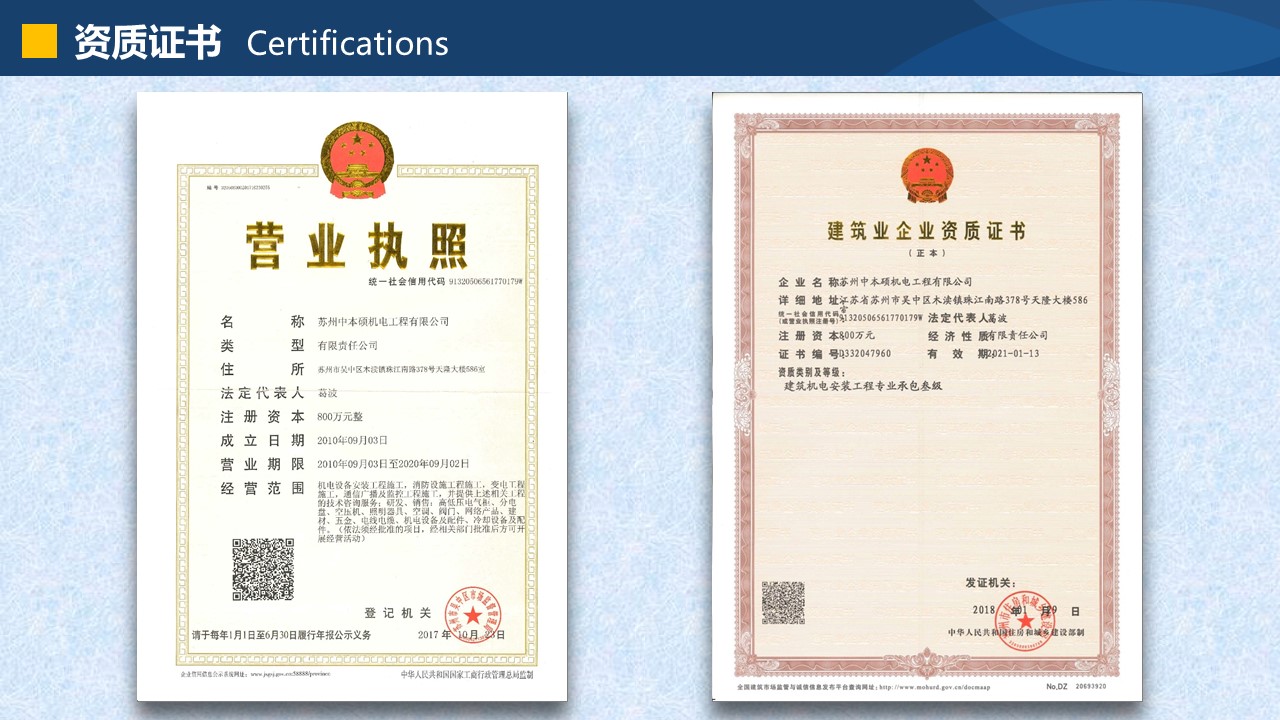 资质证书 Certifications
营业执照
统一社会信用代码 91320506561770179W
名 称 苏州中本硕机电工程有限公司
类 型 有限责任公司
住 所 苏州市吴中区木渎镇珠江南路378号天隆大楼586室
法定代表人 葛波
注册资本 800万元整
成立日期 2010年09月03日
营业期限 2010年09月03日至2020年09月02日
经营范围 机电设备安装工程施工，消防设施工程施工，变电工程
施工，通信广播及监控工程施工，并提供上述相关工程
的技术咨询服务；研发、销售：高低压电气柜、分电
盘、空压机、照明器具、空调、阀门、网络产品、建
材、五金、电线电缆、机电设备及配件、冷却设备及配
件。（依法须经批准的项目，经相关部门批准后方可开
展经营活动）
登记机关
请于每年1月1日至6月30日履行年报公示义务
2017年10月 日
企业信用信息公示系统网址：
中华人民共和国国家工商行政管理总局监制
建筑业企业资质证书
（正本）
企业名称：苏州中本硕机电工程有限公司
详细地址：江苏省苏州市吴中区木渎镇珠江南路378号天隆大楼586
室
统一社会信用代码
（或营业执照注册号）：91320506561770179W 法定代表人：葛波
注册资本：800万元 经济性质：有限责任公司
证书编号：D332047960 有效期：2021-01-13
资质类别及等级：
建筑机电安装工程专业承包叁级
发证机关：
2018 年01 月 9 日
中华人民共和国住房和城乡建设部制
全国建筑市场监管与诚信信息发布平台查询网址：http://www.mohurd.gov.cn/docmaap
No.DZ 20693920